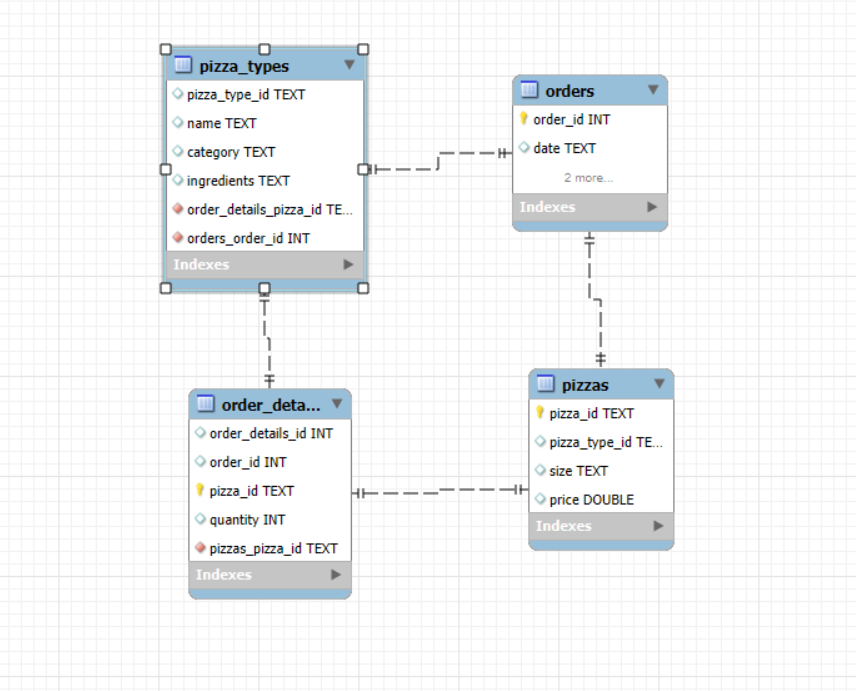 pizza_types
pizza_type_id TEXT
name TEXT
category TEXT
ingredients TEXT
order_details_pizza_id TE...
orders_order_id INT
Indexes
orders
order_id INT
date TEXT
2 more...
Indexes
order_deta...
order_details_id INT
order_id INT
pizza_id TEXT
quantity INT
pizzas_pizza_id TEXT
Indexes
pizzas
pizza_id TEXT
pizza_type_id TE...
size TEXT
price DOUBLE
Indexes